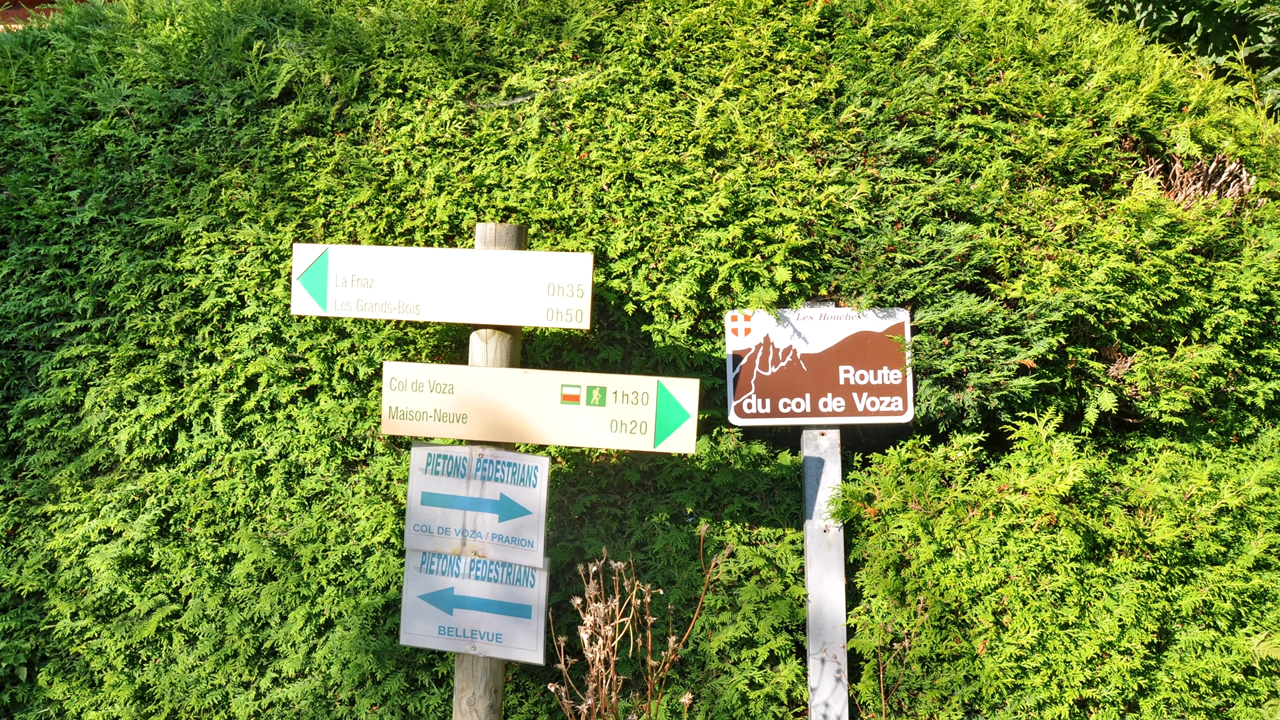 La Friaz 0h35
Les Grands-Bois 0h50
Col de Voza 1h30
Maison-Neuve 0h20
PIETONS / PEDESTRIANS
COL DE VOZA / PRARION
PIETONS / PEDESTRIANS
BELLEVUE
Les Houches
Route
du col de Voza